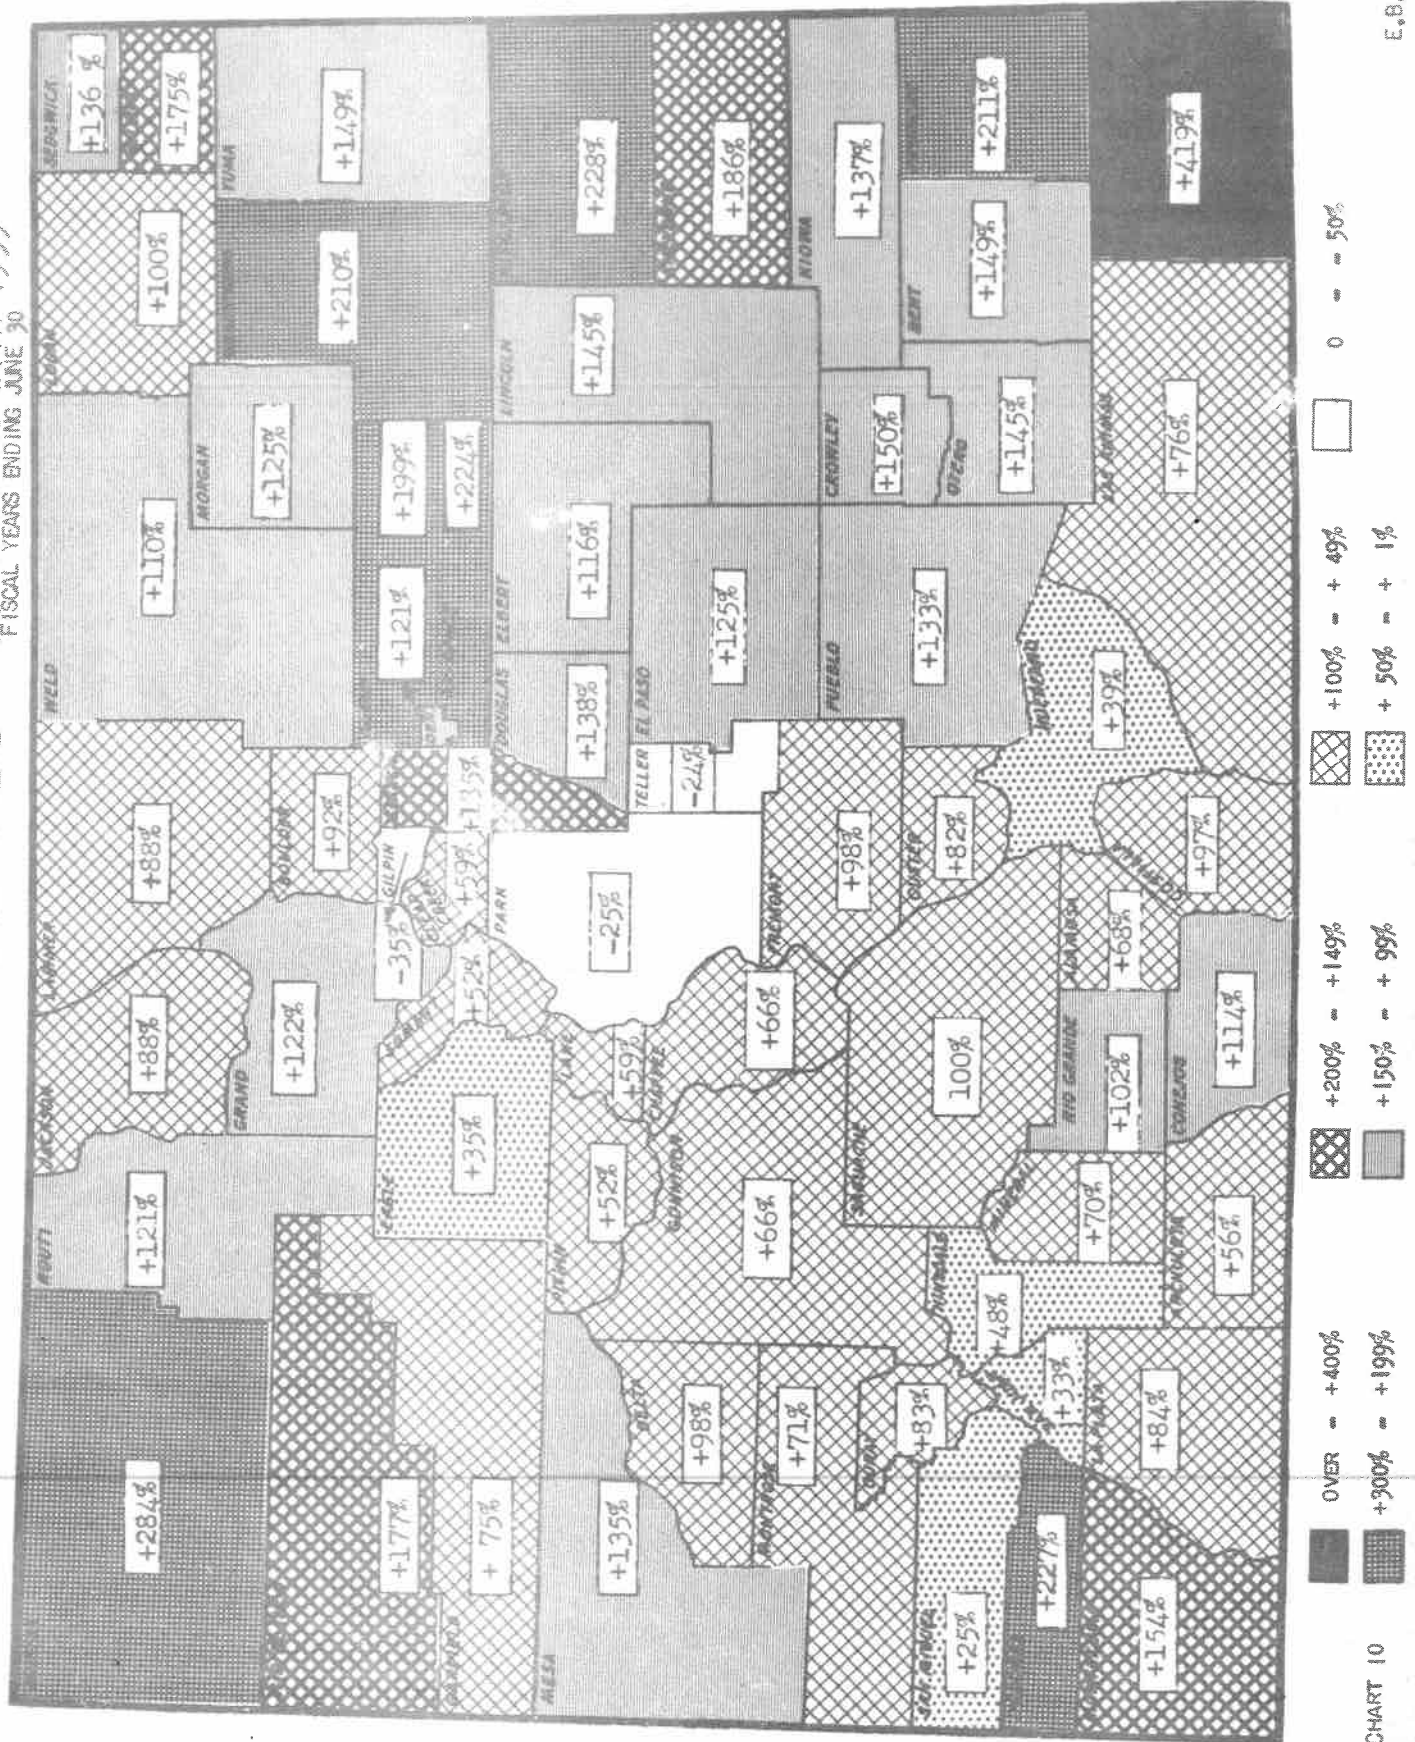 FISCAL YEARS ENDING JUNE 30
+284%
ROUTT
+121%
JACKSON
+88%
LARIMER
+88%
WELD
+110%
LOGAN
+100%
SEDGWICK
+136 %
+175%
GRAND
+122%
BOULDER
+92%
MORGAN
+125%
+210%
YUMA
+149%
+177%
GARFIELD
+ 75%
EAGLE
+35%
SUMMIT
+52%
-35%
GILPIN
CLEAR CREEK
+59%
+135%
+121%
+199%
+224%
MESA
+135%
PITKIN
+52%
LAKE
+57%
PARK
-25%
DOUGLAS
+138%
ELBERT
+116%
LINCOLN
+145%
+228%
+98%
GUNNISON
+66%
CHAFFEE
+66%
TELLER
-24%
EL PASO
+125%
+186%
MONTROSE
+71%
OURAY
+83%
SAGUACHE
100%
FREMONT
+98%
CUSTER
+82%
PUEBLO
+133%
CROWLEY
+150%
KIOWA
+137%
SAN MIGUEL
+25%
+227%
+33%
HINSDALE
+48%
MINERAL
+70%
RIO GRANDE
+102%
ALAMOSA
+68%
HUERFANO
+39%
OTERO
+145%
BENT
+149%
+211%
+154%
LA PLATA
+84%
ARCHULETA
+56%
CONEJOS
+114%
COSTILLA
+97%
LAS ANIMAS
+76%
+419%
OVER - +400%
+200% - +149%
+100% - + 49%
0 - - 50%
+300% - +199%
+150% - + 99%
+ 50% - + 1%
CHART 10
E.B.